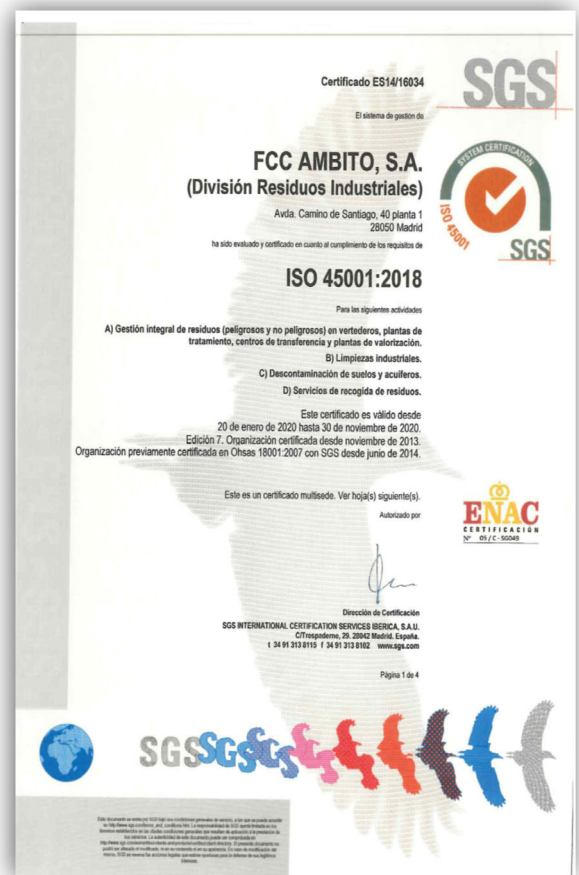 Certificado ES14/16034
SGS
El sistema de gestión de
FCC AMBITO, S.A.
(División Residuos Industriales)
Avda. Camino de Santiago, 40 planta 1
28050 Madrid
ha sido evaluado y certificado en cuanto al cumplimiento de los requisitos de
SYSTEM CERTIFICATION
ISO 45001
SGS
ISO 45001:2018
Para las siguientes actividades
A) Gestión integral de residuos (peligrosos y no peligrosos) en vertederos, plantas de
tratamiento, centros de transferencia y plantas de valorización.
B) Limpiezas industriales.
C) Descontaminación de suelos y acuíferos.
D) Servicios de recogida de residuos.
Este certificado es válido desde
20 de enero de 2020 hasta 30 de noviembre de 2020.
Edición 7. Organización certificada desde noviembre de 2013.
Organización previamente certificada en Ohsas 18001:2007 con SGS desde junio de 2014.
Este es un certificado multisede. Ver hoja(s) siguiente(s).
Autorizado por
ENAC
CERTIFICACIÓN
Nº 05 / C - SG049
Dirección de Certificación
SGS INTERNATIONAL CERTIFICATION SERVICES IBERICA, S.A.U.
C/Trespaderne, 29. 28042 Madrid. España.
t 34 91 313 8115 f 34 91 313 8102 www.sgs.com
Página 1 de 4
SGS SGS SGS